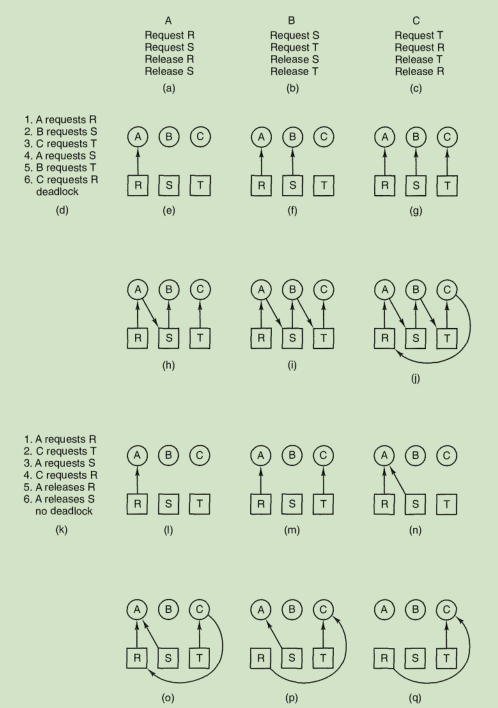 A B C
Request R Request S Request T
Request S Request T Request R
Release R Release S Release T
Release S Release T Release R
(a) (b) (c)
1. A requests R
2. B requests S
3. C requests T
4. A requests S
5. B requests T
6. C requests R
deadlock
(d)
A B C A B C A B C
R S T R S T R S T
(e) (f) (g)
A B C A B C A B C
R S T R S T R S T
(h) (i) (j)
1. A requests R
2. C requests T
3. A requests S
4. C requests R
5. A releases R
6. A releases S
no deadlock
(k)
A B C A B C A B C
R S T R S T R S T
(l) (m) (n)
A B C A B C A B C
R S T R S T R S T
(o) (p) (q)